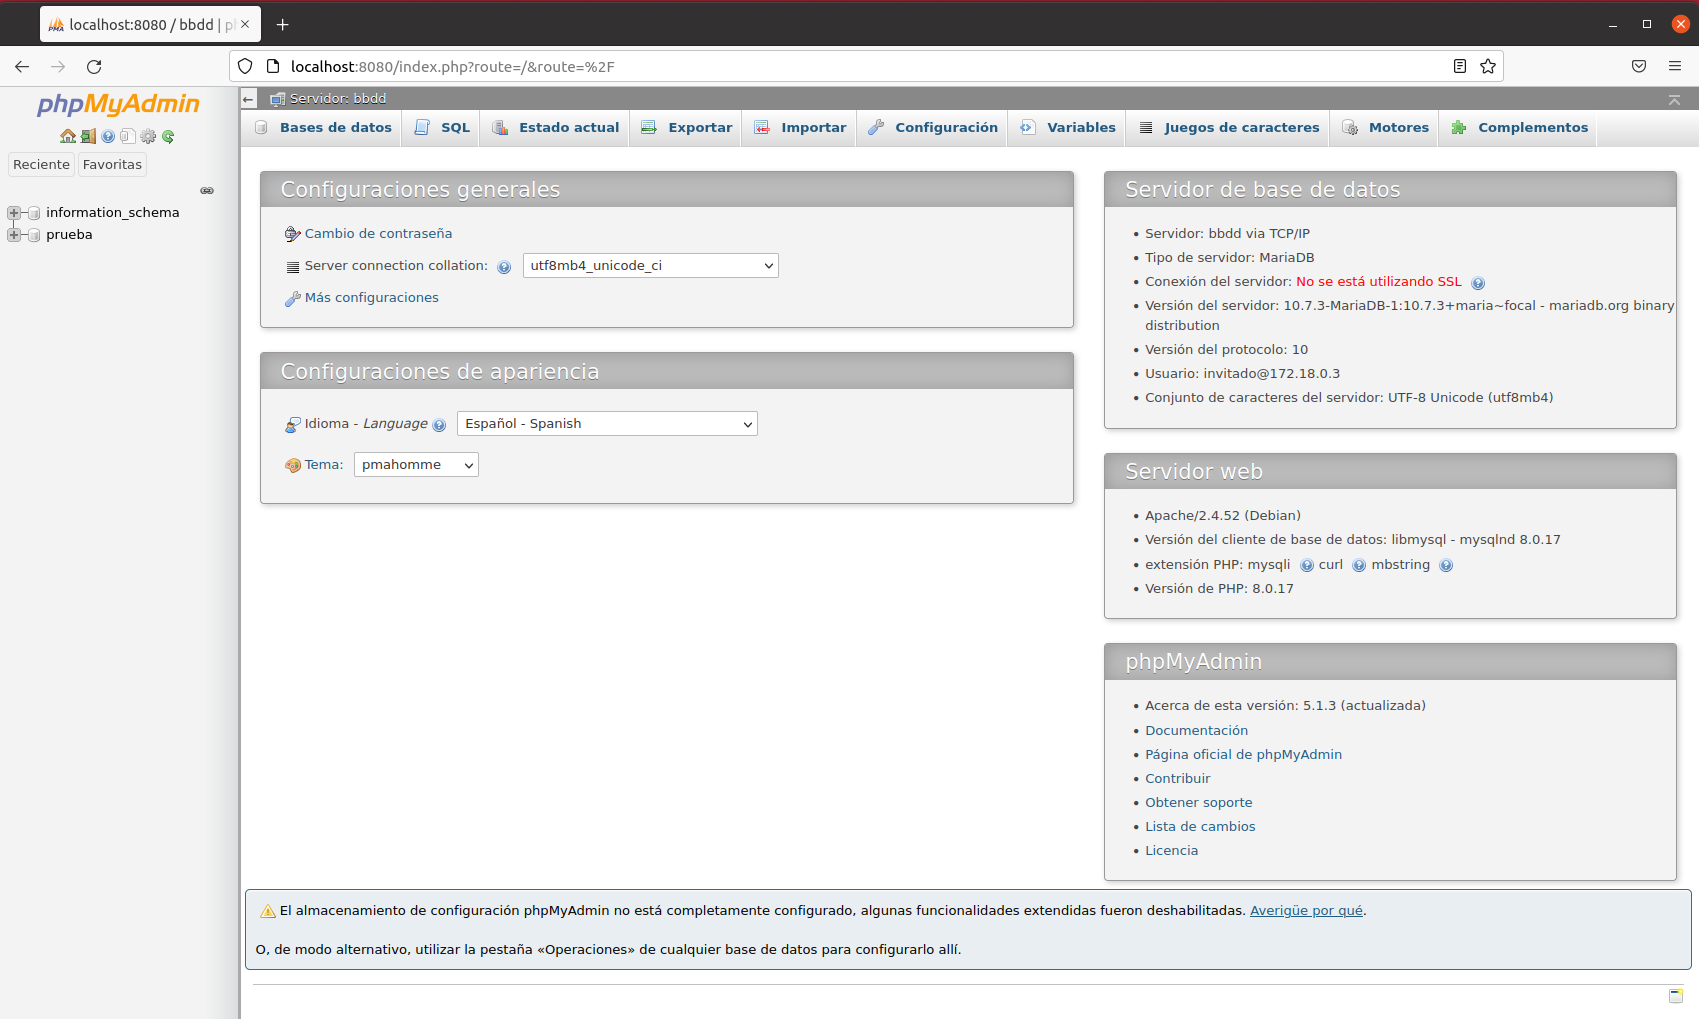 localhost:8080 / bbdd | p
localhost:8080/index.php?route=/&route=%2F
phpMyAdmin
Reciente Favoritas
information_schema
prueba
Servidor: bbdd
Bases de datos SQL Estado actual Exportar Importar Configuración Variables Juegos de caracteres Motores Complementos
Configuraciones generales
Cambio de contraseña
Server connection collation: utf8mb4_unicode_ci
Más configuraciones
Configuraciones de apariencia
Idioma - Language Español - Spanish
Tema: pmahomme
Servidor de base de datos
• Servidor: bbdd via TCP/IP
• Tipo de servidor: MariaDB
• Conexión del servidor: No se está utilizando SSL
• Versión del servidor: 10.7.3-MariaDB-1:10.7.3+maria~focal - mariadb.org binary
distribution
• Versión del protocolo: 10
• Usuario: invitado@172.18.0.3
• Conjunto de caracteres del servidor: UTF-8 Unicode (utf8mb4)
Servidor web
• Apache/2.4.52 (Debian)
• Versión del cliente de base de datos: libmysql - mysqlnd 8.0.17
• extensión PHP: mysqli curl mbstring
• Versión de PHP: 8.0.17
phpMyAdmin
• Acerca de esta versión: 5.1.3 (actualizada)
• Documentación
• Página oficial de phpMyAdmin
• Contribuir
• Obtener soporte
• Lista de cambios
• Licencia
El almacenamiento de configuración phpMyAdmin no está completamente configurado, algunas funcionalidades extendidas fueron deshabilitadas. Averigüe por qué.
O, de modo alternativo, utilizar la pestaña «Operaciones» de cualquier base de datos para configurarlo allí.